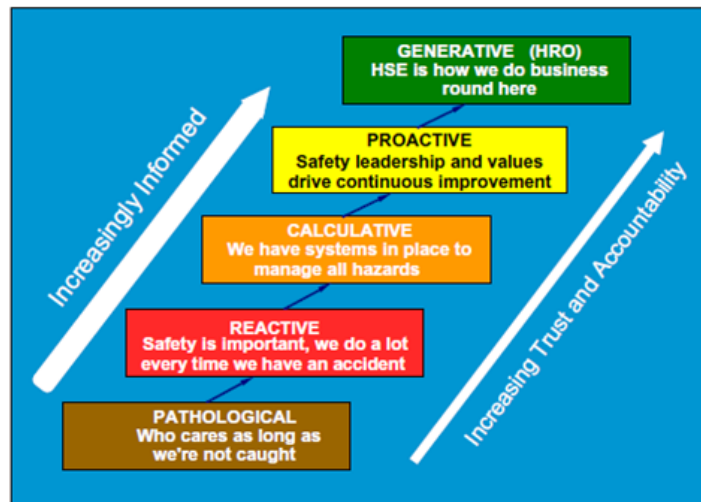 GENERATIVE (HRO)
HSE is how we do business
round here
PROACTIVE
Safety leadership and values
drive continuous improvement
CALCULATIVE
We have systems in place to
manage all hazards
REACTIVE
Safety is important, we do a lot
every time we have an accident
PATHOLOGICAL
Who cares as long as
we're not caught
Increasingly Informed
Increasing Trust and Accountability